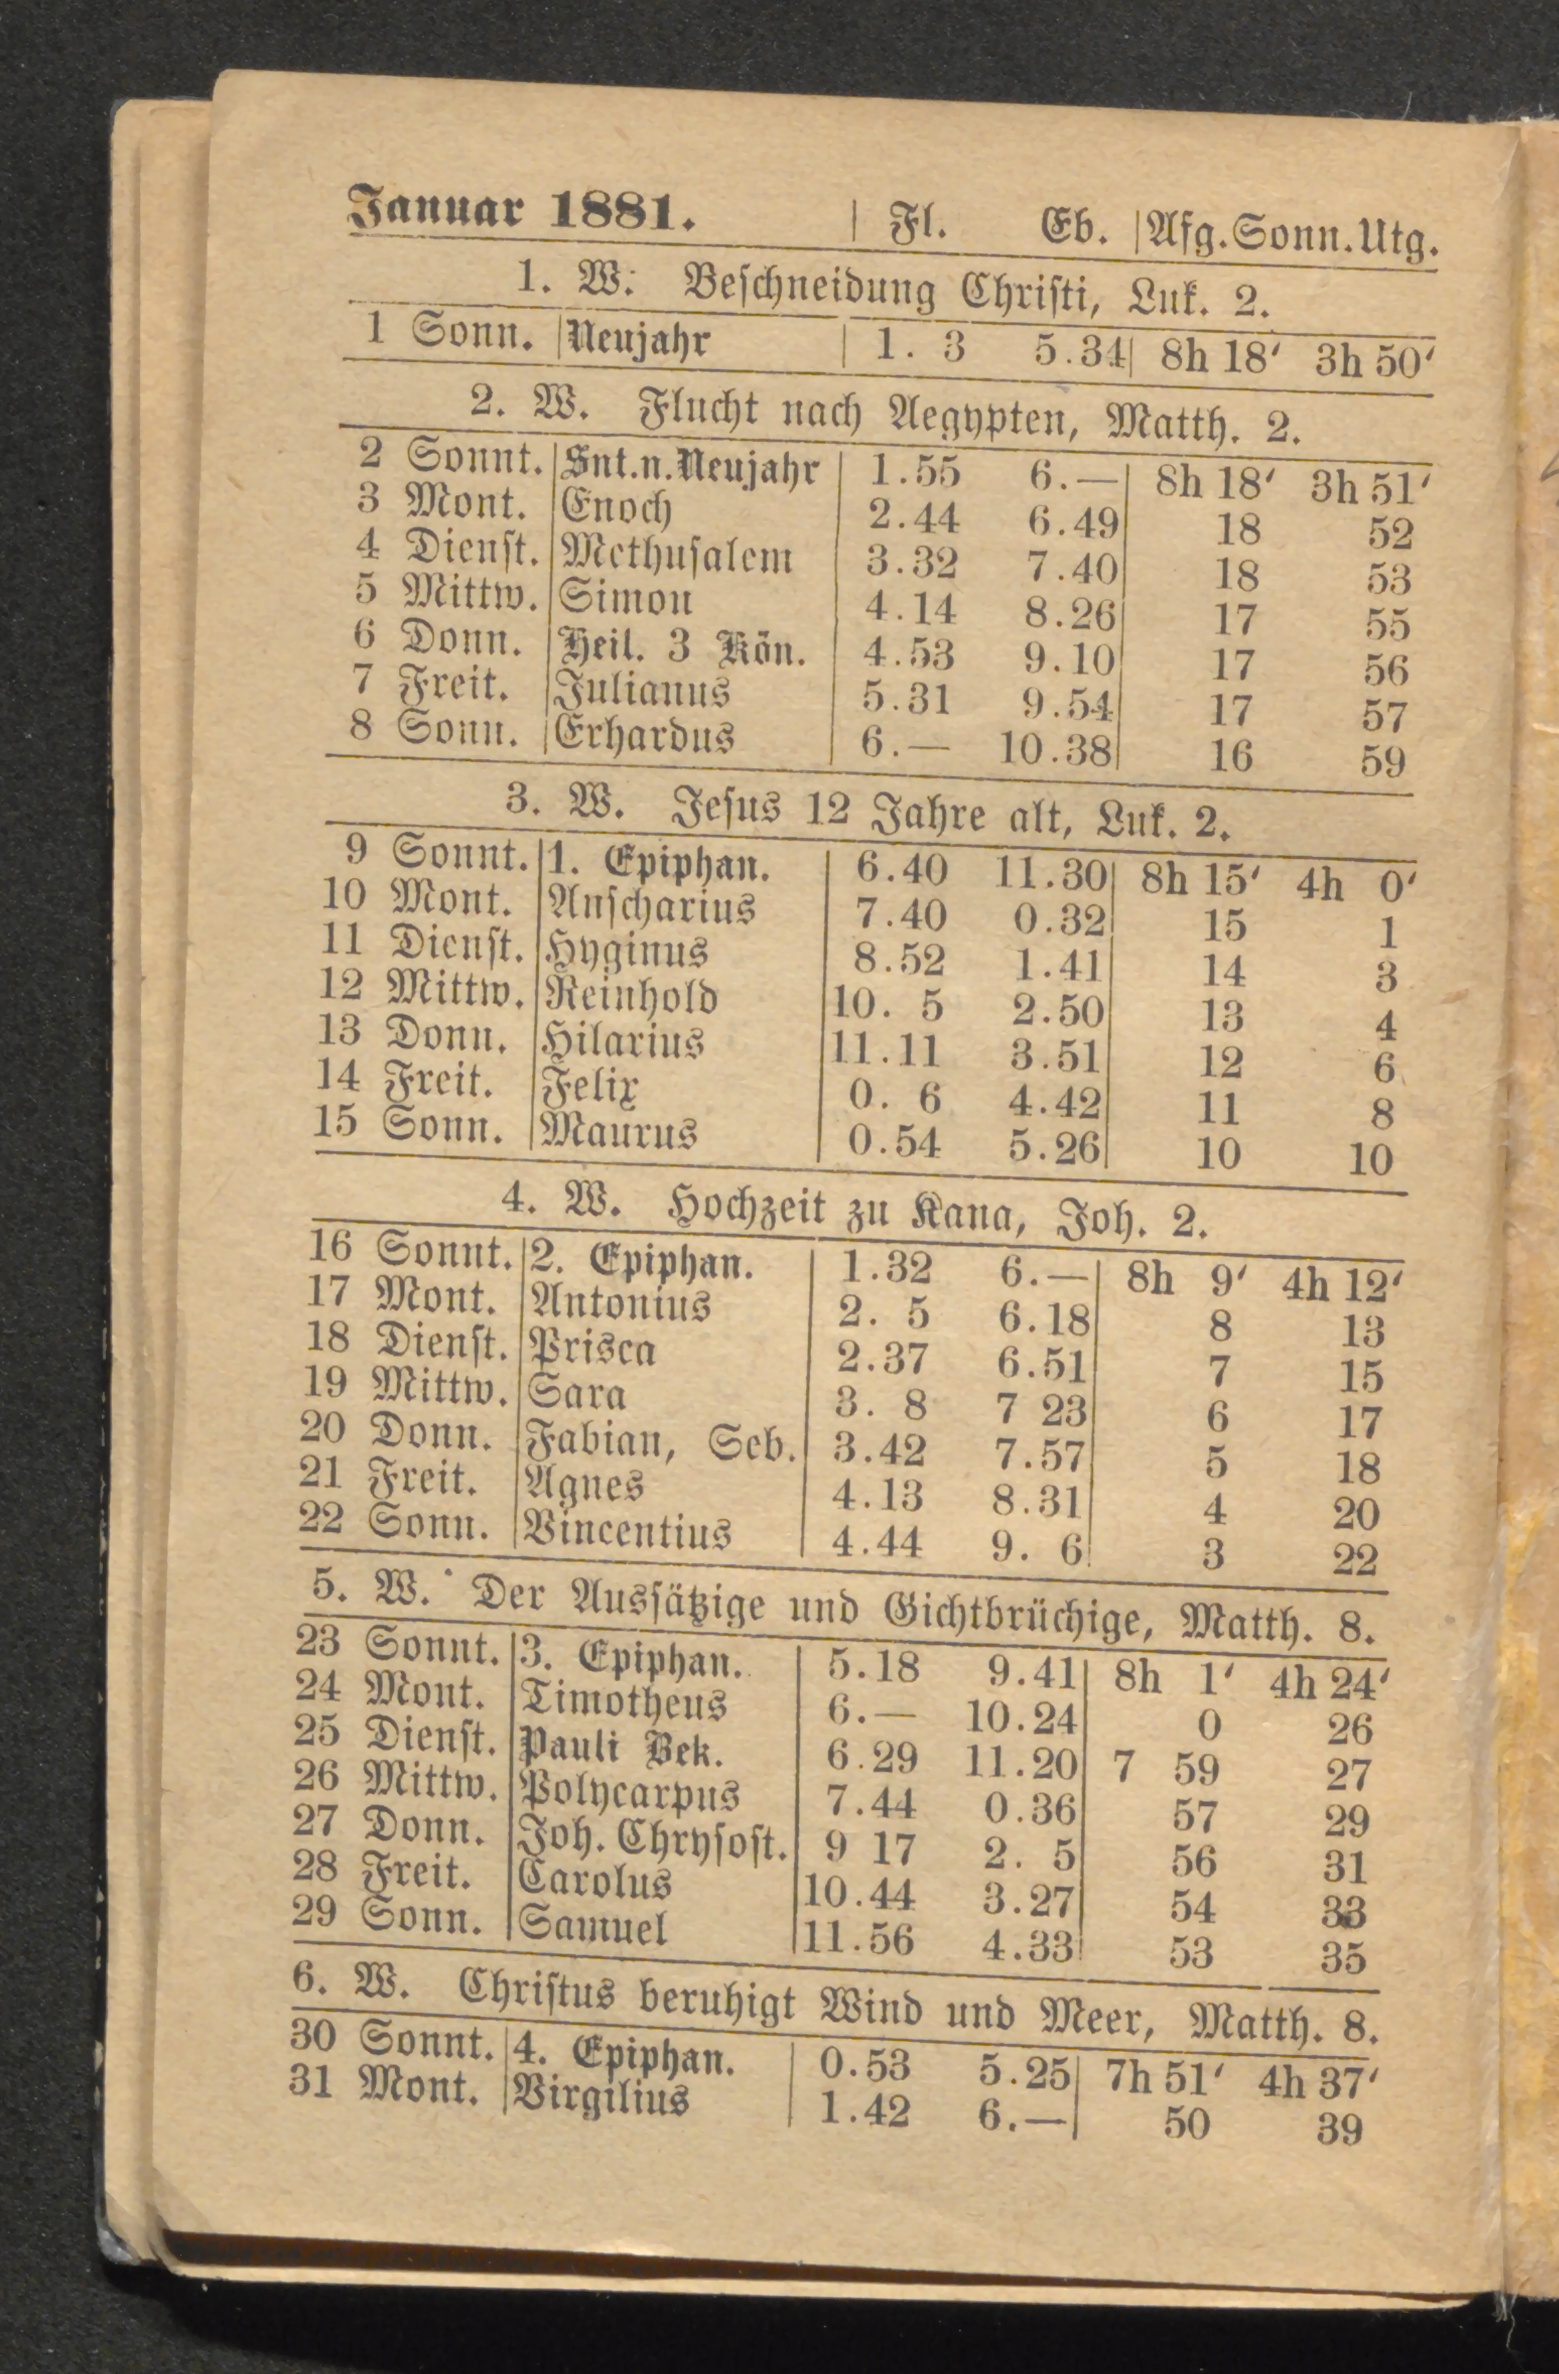 Januar 1881. Fl. Eb. Afg.Sonn.Utg.
1. W. Beſchneidung Chriſti, Luk. 2.
1 Sonn. Neujahr 1. 3 5.34 8h 18′ 3h 50′
2. W. Flucht nach Aegypten, Matth. 2.
2 Sonnt. Snt.n.Neujahr 1.55 6.— 8h 18′ 3h 51′
3 Mont. Enoch 2.44 6.49 18 52
4 Dienſt. Methuſalem 3.32 7.40 18 53
5 Mittw. Simon 4.14 8.26 17 55
6 Donn. Heil. 3 Kön. 4.53 9.10 17 56
7 Freit. Julianus 5.31 9.54 17 57
8 Sonn. Erhardus 6.— 10.38 16 59
3. W. Jeſus 12 Jahre alt, Luk. 2.
9 Sonnt. 1. Epiphan. 6.40 11.30 8h 15′ 4h 0′
10 Mont. Anſcharius 7.40 0.32 15 1
11 Dienſt. Hyginus 8.52 1.41 14 3
12 Mittw. Reinhold 10. 5 2.50 13 4
13 Donn. Hilarius 11.11 3.51 12 6
14 Freit. Felix 0. 6 4.42 11 8
15 Sonn. Maurus 0.54 5.26 10 10
4. W. Hochzeit zu Kana, Joh. 2.
16 Sonnt. 2. Epiphan. 1.32 6.— 8h 9′ 4h 12′
17 Mont. Antonius 2. 5 6.18 8 13
18 Dienſt. Prisca 2.37 6.51 7 15
19 Mittw. Sara 3. 8 7 23 6 17
20 Donn. Fabian, Seb. 3.42 7.57 5 18
21 Freit. Agnes 4.13 8.31 4 20
22 Sonn. Vincentius 4.44 9. 6 3 22
5. W. Der Ausſätzige und Gichtbrüchige, Matth. 8.
23 Sonnt. 3. Epiphan. 5.18 9.41 8h 1′ 4h 24′
24 Mont. Timotheus 6.— 10.24 0 26
25 Dienſt. Pauli Bek. 6.29 11.20 7 59 27
26 Mittw. Polycarpus 7.44 0.36 57 29
27 Donn. Joh. Chryſoſt. 9 17 2. 5 56 31
28 Freit. Carolus 10.44 3.27 54 33
29 Sonn. Samuel 11.56 4.33 53 35
6. W. Chriſtus beruhigt Wind und Meer, Matth. 8.
30 Sonnt. 4. Epiphan. 0.53 5.25 7h 51′ 4h 37′
31 Mont. Virgilius 1.42 6.— 50 39